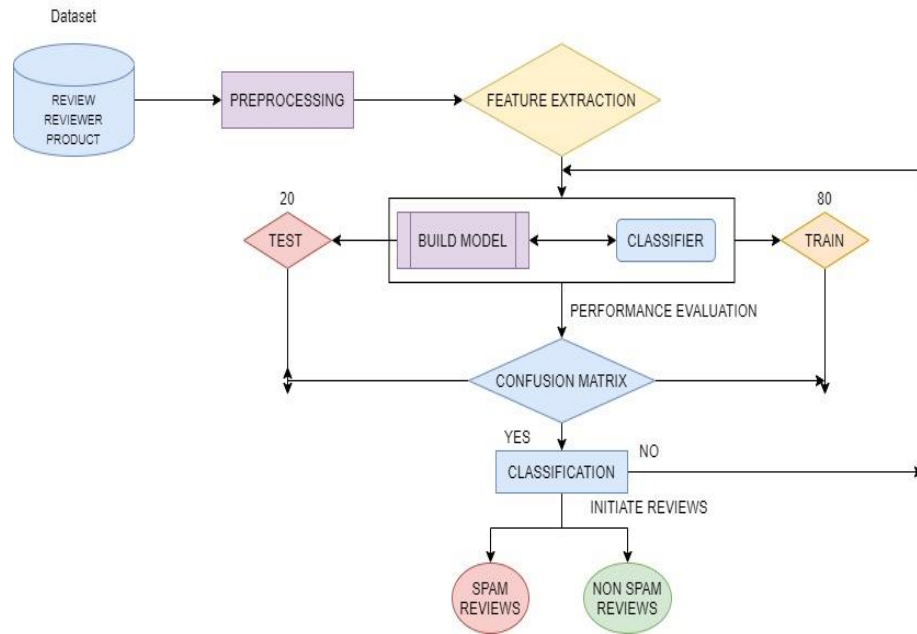 Dataset
REVIEW
REVIEWER
PRODUCT
PREPROCESSING
FEATURE EXTRACTION
20
80
TEST
BUILD MODEL
CLASSIFIER
TRAIN
PERFORMANCE EVALUATION
CONFUSION MATRIX
YES
NO
CLASSIFICATION
INITIATE REVIEWS
SPAM
REVIEWS
NON SPAM
REVIEWS